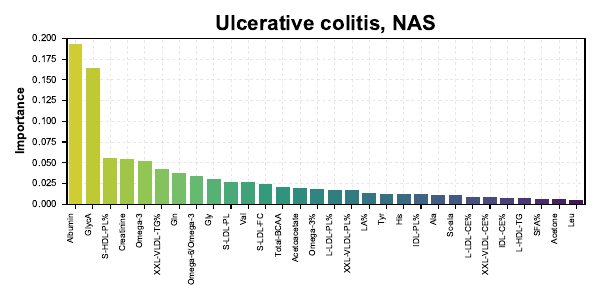 Ulcerative colitis, NAS
Importance
0.200
0.175
0.150
0.125
0.100
0.075
0.050
0.025
0.000
Albumin
GlycA
S-HDL-PL%
Creatinine
Omega-3
XXL-VLDL-TG%
Gln
Omega-6/Omega-3
Gly
S-LDL-PL
Val
S-LDL-FC
Total-BCAA
Acetoacetate
Omega-3%
L-LDL-PL%
XXL-VLDL-PL%
LA%
Tyr
His
IDL-PL%
Ala
L-LDL-CE%
XXL-VLDL-CE%
IDL-CE%
L-HDL-TG
SFA%
Acetone
Leu